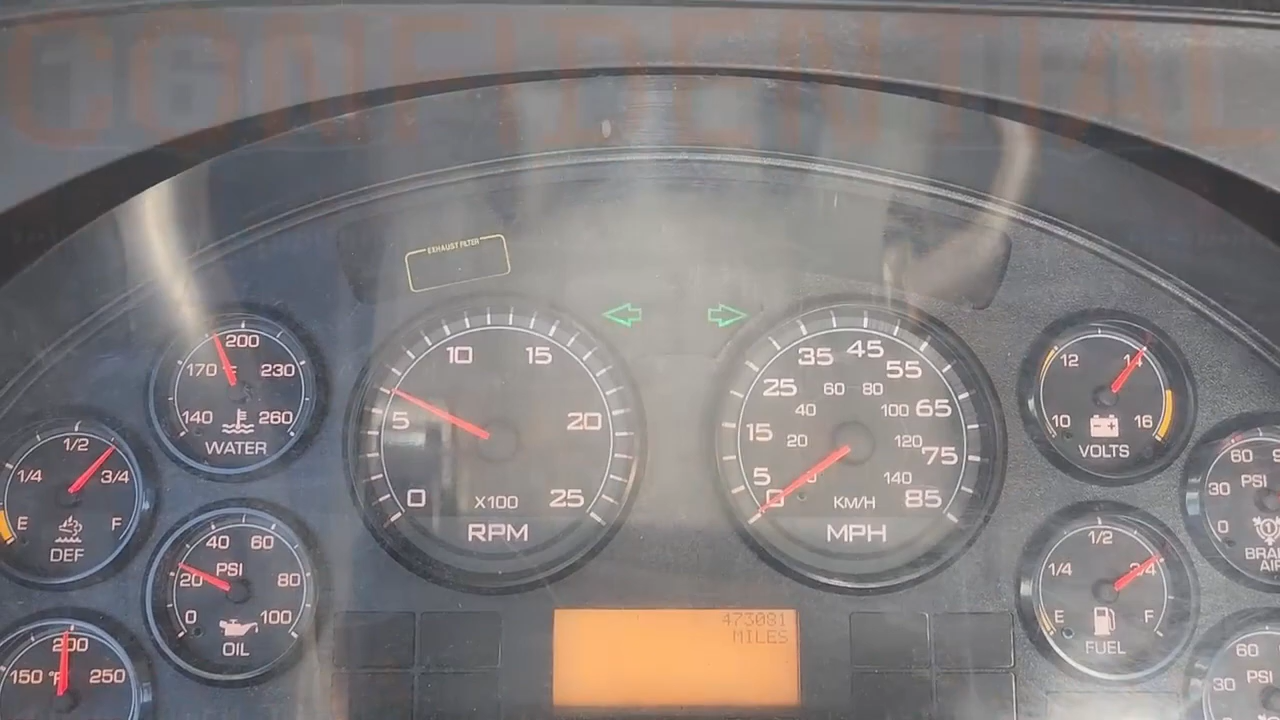 CONFIDENTIAL
EXHAUST FILTER
140 170 200 230 260
°F
WATER
E 1/4 1/2 3/4 F
DEF
0 20 40 60 80 100
PSI
OIL
150 200 250
°F
0 5 10 15 20 25
X100
RPM
0 5 15 25 35 45 55 65 75 85
0 20 40 60 80 100 120 140
KM/H
MPH
473081
MILES
10 12 14 16
VOLTS
E 1/4 1/2 3/4 F
FUEL
0 30 60
PSI
1
AIR
30 60
PSI